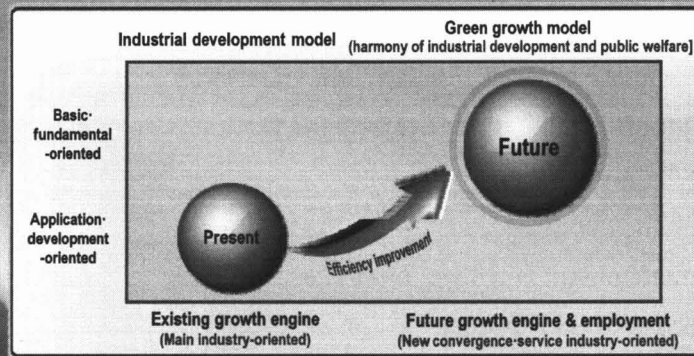 Industrial development model
Green growth model
(harmony of industrial development and public welfare]
Basic·
fundamental
-oriented
Future
Application·
development
-oriented
Present
Efficiency improvement
Existing growth engine
(Main industry-oriented)
Future growth engine & employment
(New convergence·service industry-oriented)